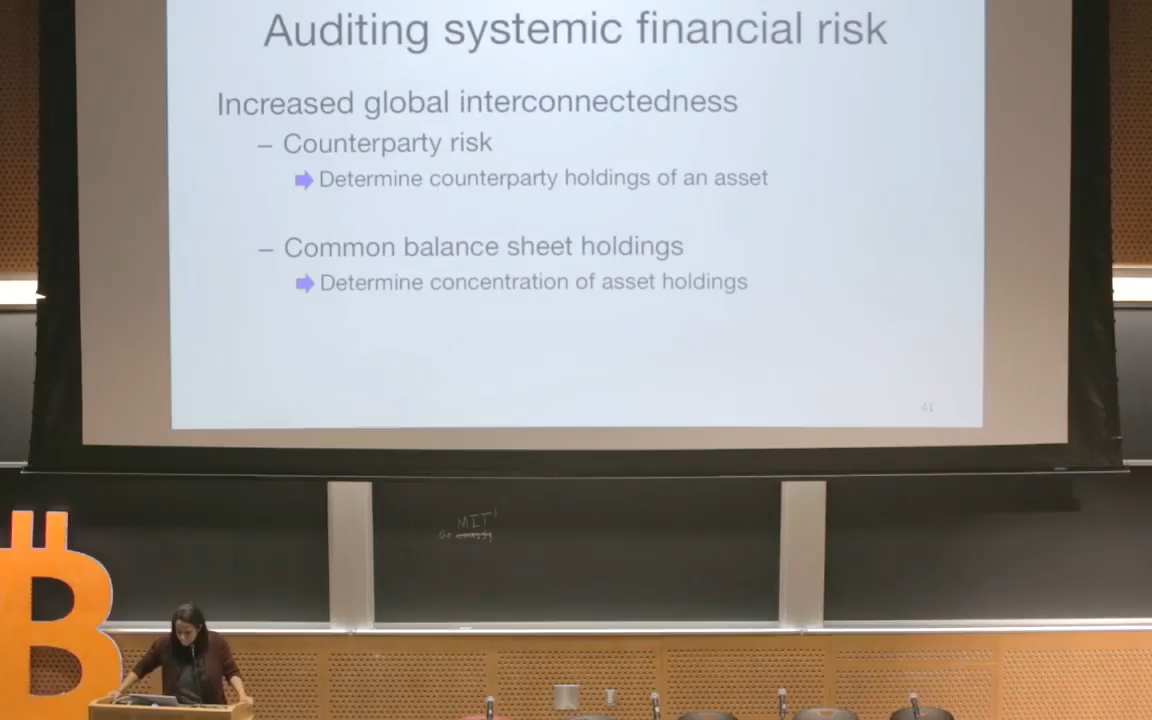 Auditing systemic financial risk
Increased global interconnectedness
– Counterparty risk
Determine counterparty holdings of an asset
– Common balance sheet holdings
Determine concentration of asset holdings
41
MIT!
Go
B